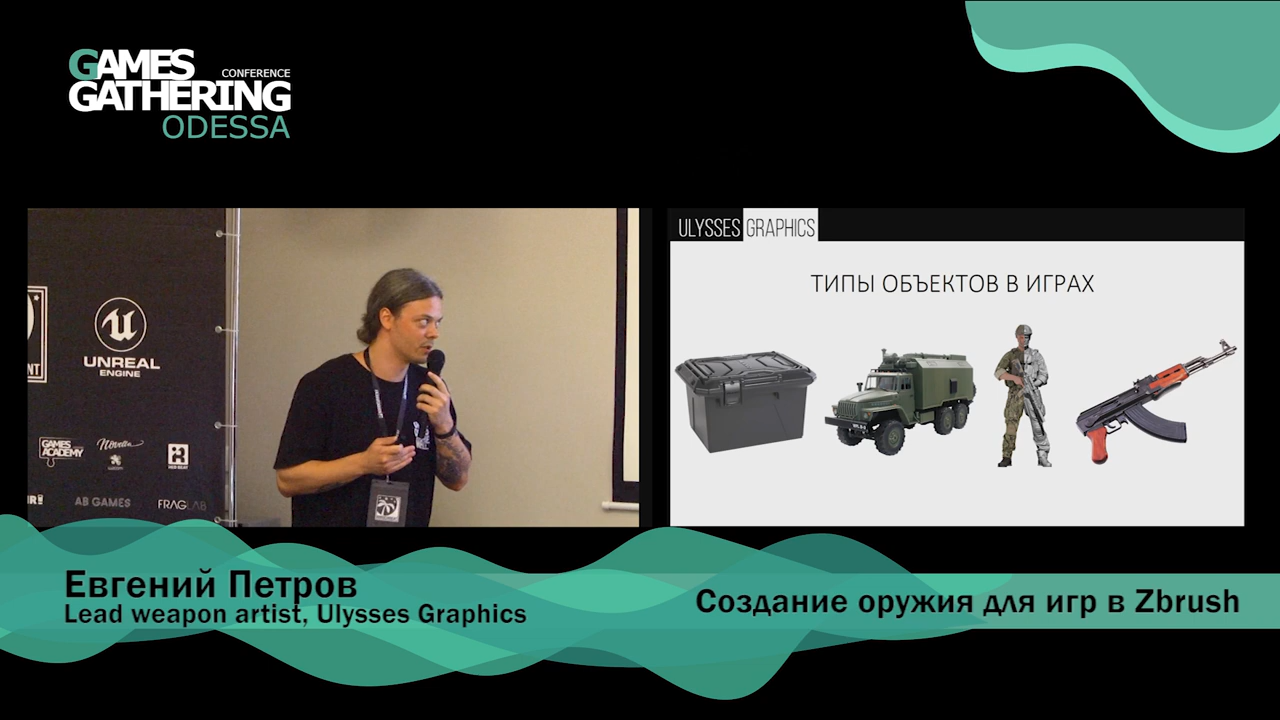 GAMES
CONFERENCE
GATHERING
ODESSA
ULYSSES GRAPHICS
ТИПЫ ОБЪЕКТОВ В ИГРАХ
UNREAL
ENGINE
GAMES
ACADEMY
AB GAMES
FRAGLAB
Евгений Петров
Lead weapon artist, Ulysses Graphics
Создание оружия для игр в Zbrush